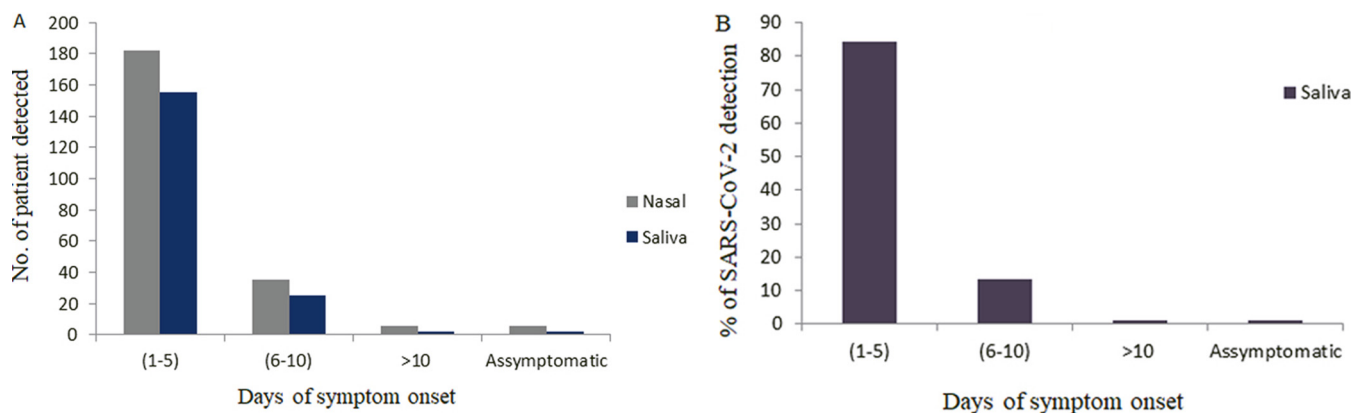 A
No. of patient detected
200
180
160
140
120
100
80
60
40
20
0
(1-5)
(6-10)
>10
Assymptomatic
Days of symptom onset
Nasal
Saliva
B
% of SARS-CoV-2 detection
90
80
70
60
50
40
30
20
10
0
(1-5)
(6-10)
>10
Assymptomatic
Days of symptom onset
Saliva